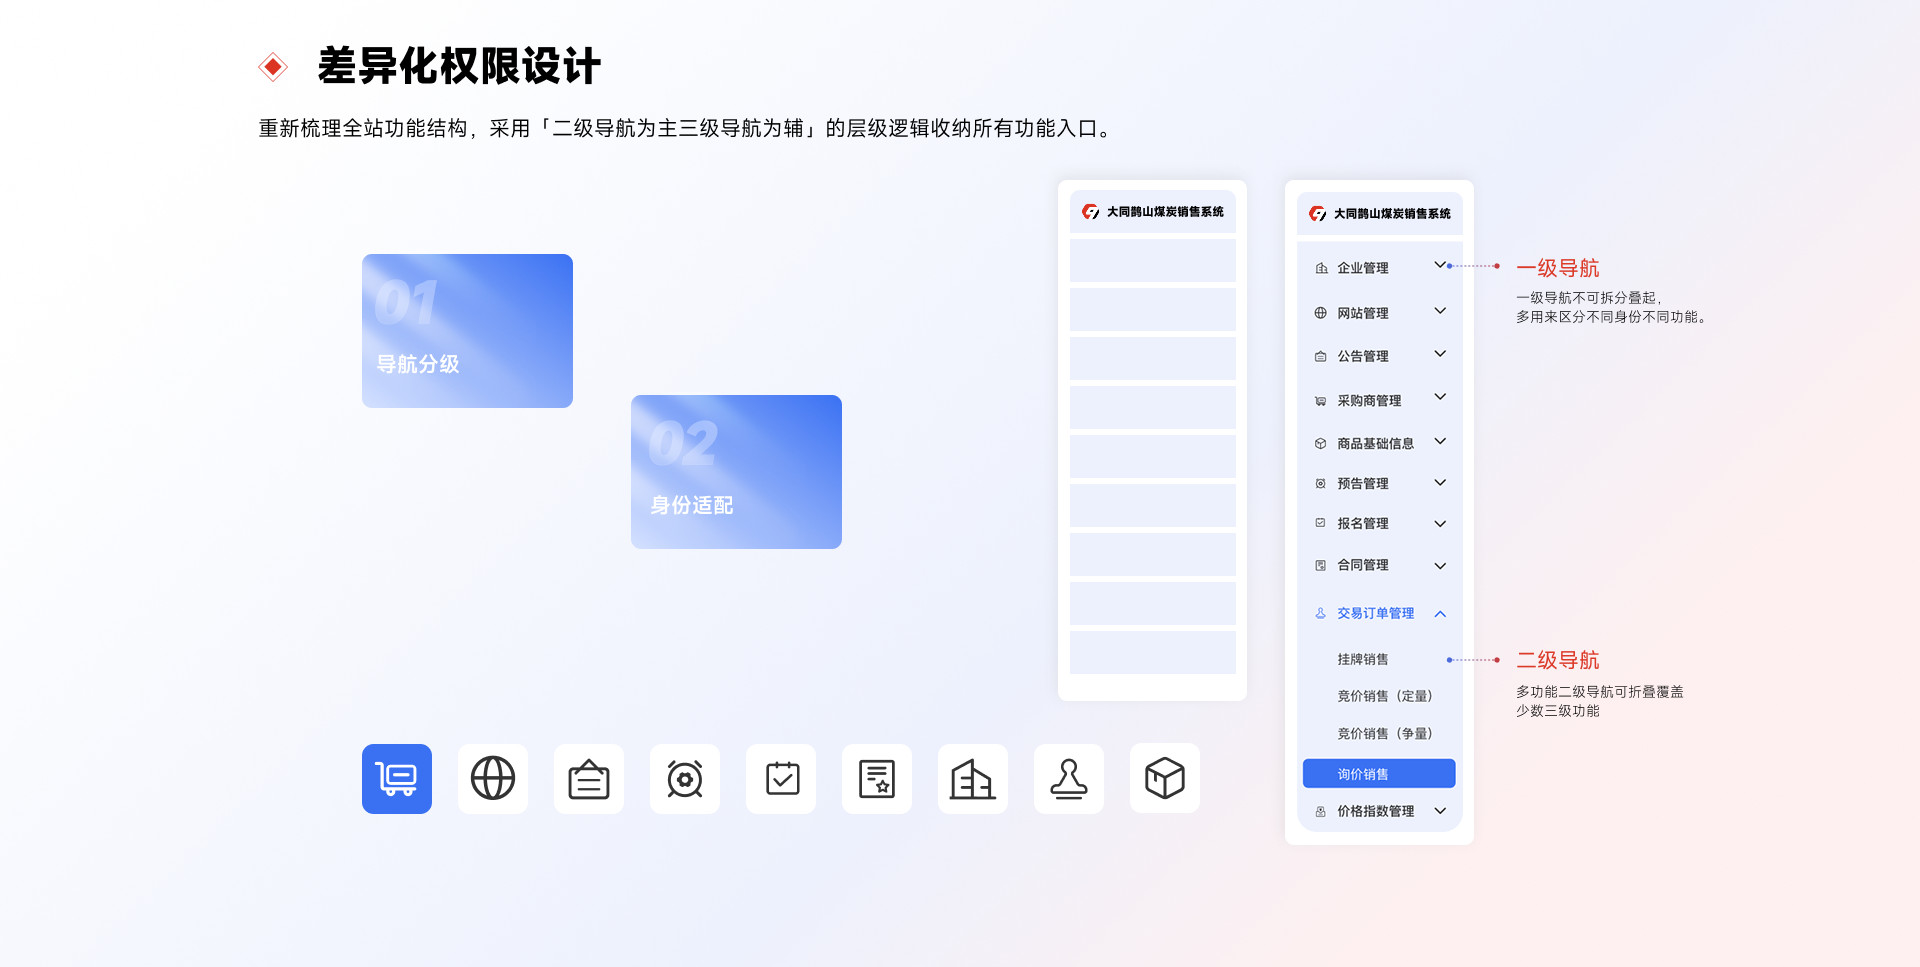 差异化权限设计
重新梳理全站功能结构，采用「二级导航为主三级导航为辅」的层级逻辑收纳所有功能入口。
01
导航分级
02
身份适配
大同鹊山煤炭销售系统
大同鹊山煤炭销售系统
企业管理
网站管理
公告管理
采购商管理
商品基础信息
预告管理
报名管理
合同管理
交易订单管理
挂牌销售
竞价销售（定量）
竞价销售（争量）
询价销售
价格指数管理
一级导航
一级导航不可拆分叠起，
多用来区分不同身份不同功能。
二级导航
多功能二级导航可折叠覆盖
少数三级功能